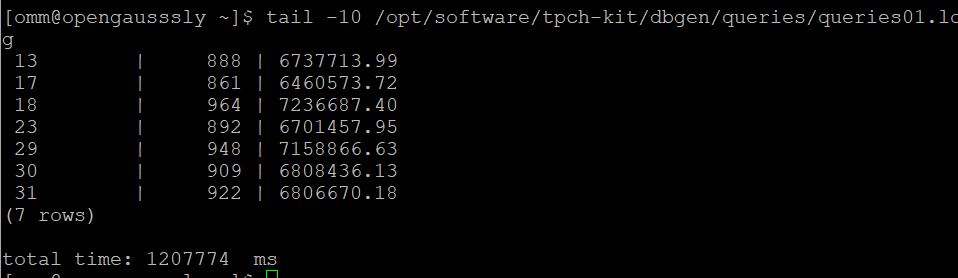 [omm@opengausssly ~]$ tail -10 /opt/software/tpch-kit/dbgen/queries/queries01.lo
g
 13          |      888 | 6737713.99
 17          |      861 | 6460573.72
 18          |      964 | 7236687.40
 23          |      892 | 6701457.95
 29          |      948 | 7158866.63
 30          |      909 | 6808436.13
 31          |      922 | 6806670.18
(7 rows)

total time: 1207774  ms